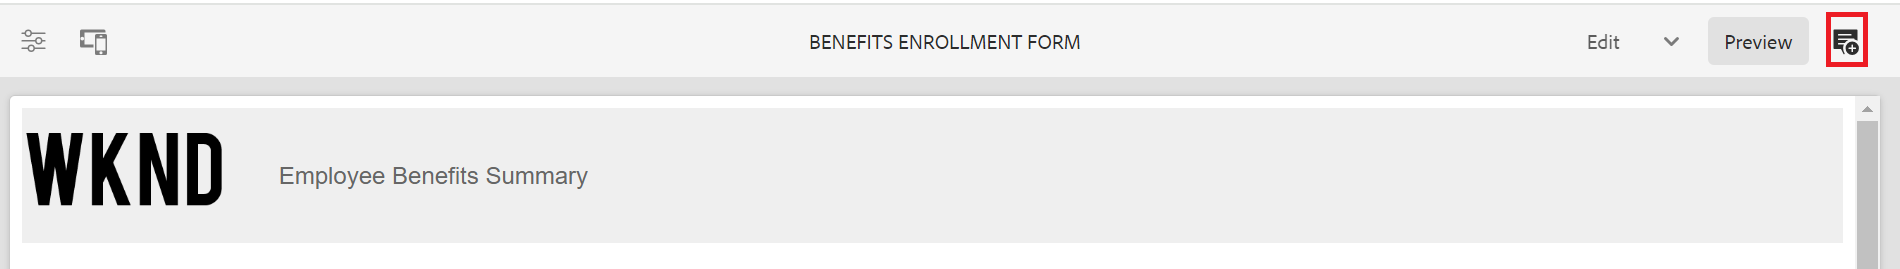 BENEFITS ENROLLMENT FORM
Edit
Preview
WKND
Employee Benefits Summary